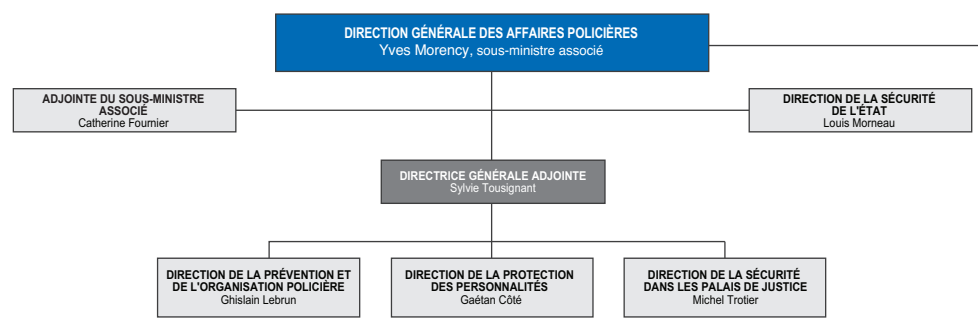 DIRECTION GÉNÉRALE DES AFFAIRES POLICIÈRES
Yves Morency, sous-ministre associé
ADJOINTE DU SOUS-MINISTRE
ASSOCIÉ
Catherine Fournier
DIRECTION DE LA SÉCURITÉ
DE L'ÉTAT
Louis Morneau
DIRECTRICE GÉNÉRALE ADJOINTE
Sylvie Tousignant
DIRECTION DE LA PRÉVENTION ET
DE L'ORGANISATION POLICIÈRE
Ghislain Lebrun
DIRECTION DE LA PROTECTION
DES PERSONNALITÉS
Gaétan Côté
DIRECTION DE LA SÉCURITÉ
DANS LES PALAIS DE JUSTICE
Michel Trotier